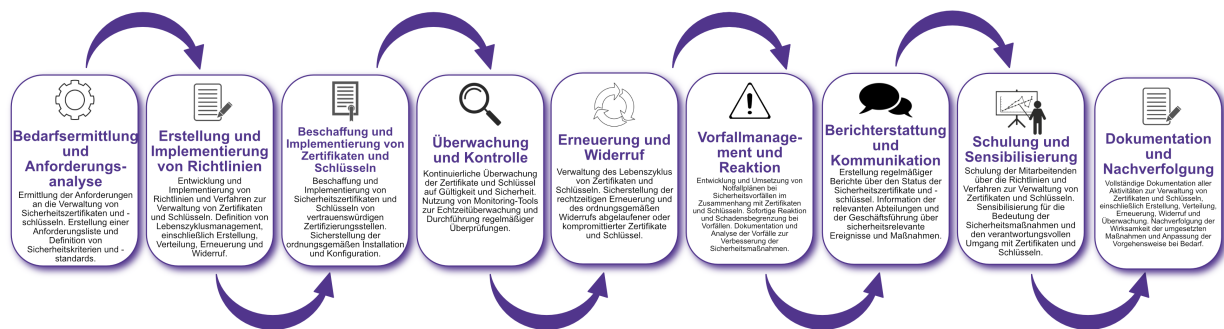 Bedarfsermittlung
und
Anforderungs-
analyse
Ermittlung der Anforderungen
an die Verwaltung von
Sicherheitszertifikaten und -
schlüsseln. Erstellung einer
Anforderungsliste und
Definition von
Sicherheitskriterien und -
standards.
Erstellung und
Implementierung
von Richtlinien
Entwicklung und
Implementierung von
Richtlinien und Verfahren zur
Verwaltung von Zertifikaten
und Schlüsseln. Definition von
Lebenszyklusmanagement,
einschließlich Erstellung,
Verteilung, Erneuerung und
Widerruf.
Beschaffung und
Implementierung von
Zertifikaten und
Schlüsseln
Beschaffung und
Implementierung von
Sicherheitszertifikaten und
Schlüsseln von
vertrauenswürdigen
Zertifizierungsstellen.
Sicherstellung der
ordnungsgemäßen Installation
und Konfiguration.
Überwachung
und Kontrolle
Kontinuierliche Überwachung
der Zertifikate und Schlüssel
auf Gültigkeit und Sicherheit.
Nutzung von Monitoring-Tools
zur Echtzeitüberwachung und
Durchführung regelmäßiger
Überprüfungen.
Erneuerung und
Widerruf
Verwaltung des Lebenszyklus
von Zertifikaten und
Schlüsseln. Sicherstellung der
rechtzeitigen Erneuerung und
des ordnungsgemäßen
Widerrufs abgelaufener oder
kompromittierter Zertifikate
und Schlüssel.
Vorfallmanage-
ment und
Reaktion
Entwicklung und Umsetzung von
Notfallplänen bei
Sicherheitsvorfällen im
Zusammenhang mit Zertifikaten
und Schlüsseln. Sofortige Reaktion
und Schadensbegrenzung bei
Vorfällen. Dokumentation und
Analyse der Vorfälle zur
Verbesserung der
Sicherheitsmaßnahmen.
Berichterstattung
und
Kommunikation
Erstellung regelmäßiger
Berichte über den Status der
Sicherheitszertifikate und -
schlüssel. Information der
relevanten Abteilungen und
der Geschäftsführung über
sicherheitsrelevante
Ereignisse und Maßnahmen.
Schulung und
Sensibilisierung
Schulung der Mitarbeitenden
über die Richtlinien und
Verfahren zur Verwaltung von
Zertifikaten und Schlüsseln.
Sensibilisierung für die
Bedeutung der
Sicherheitsmaßnahmen und
den verantwortungsvollen
Umgang mit Zertifikaten und
Schlüsseln.
Dokumentation
und
Nachverfolgung
Vollständige Dokumentation aller
Aktivitäten zur Verwaltung von
Zertifikaten und Schlüsseln,
einschließlich Erstellung, Verteilung,
Erneuerung, Widerruf und
Überwachung. Nachverfolgung der
Wirksamkeit der umgesetzten
Maßnahmen und Anpassung der
Vorgehensweise bei Bedarf.